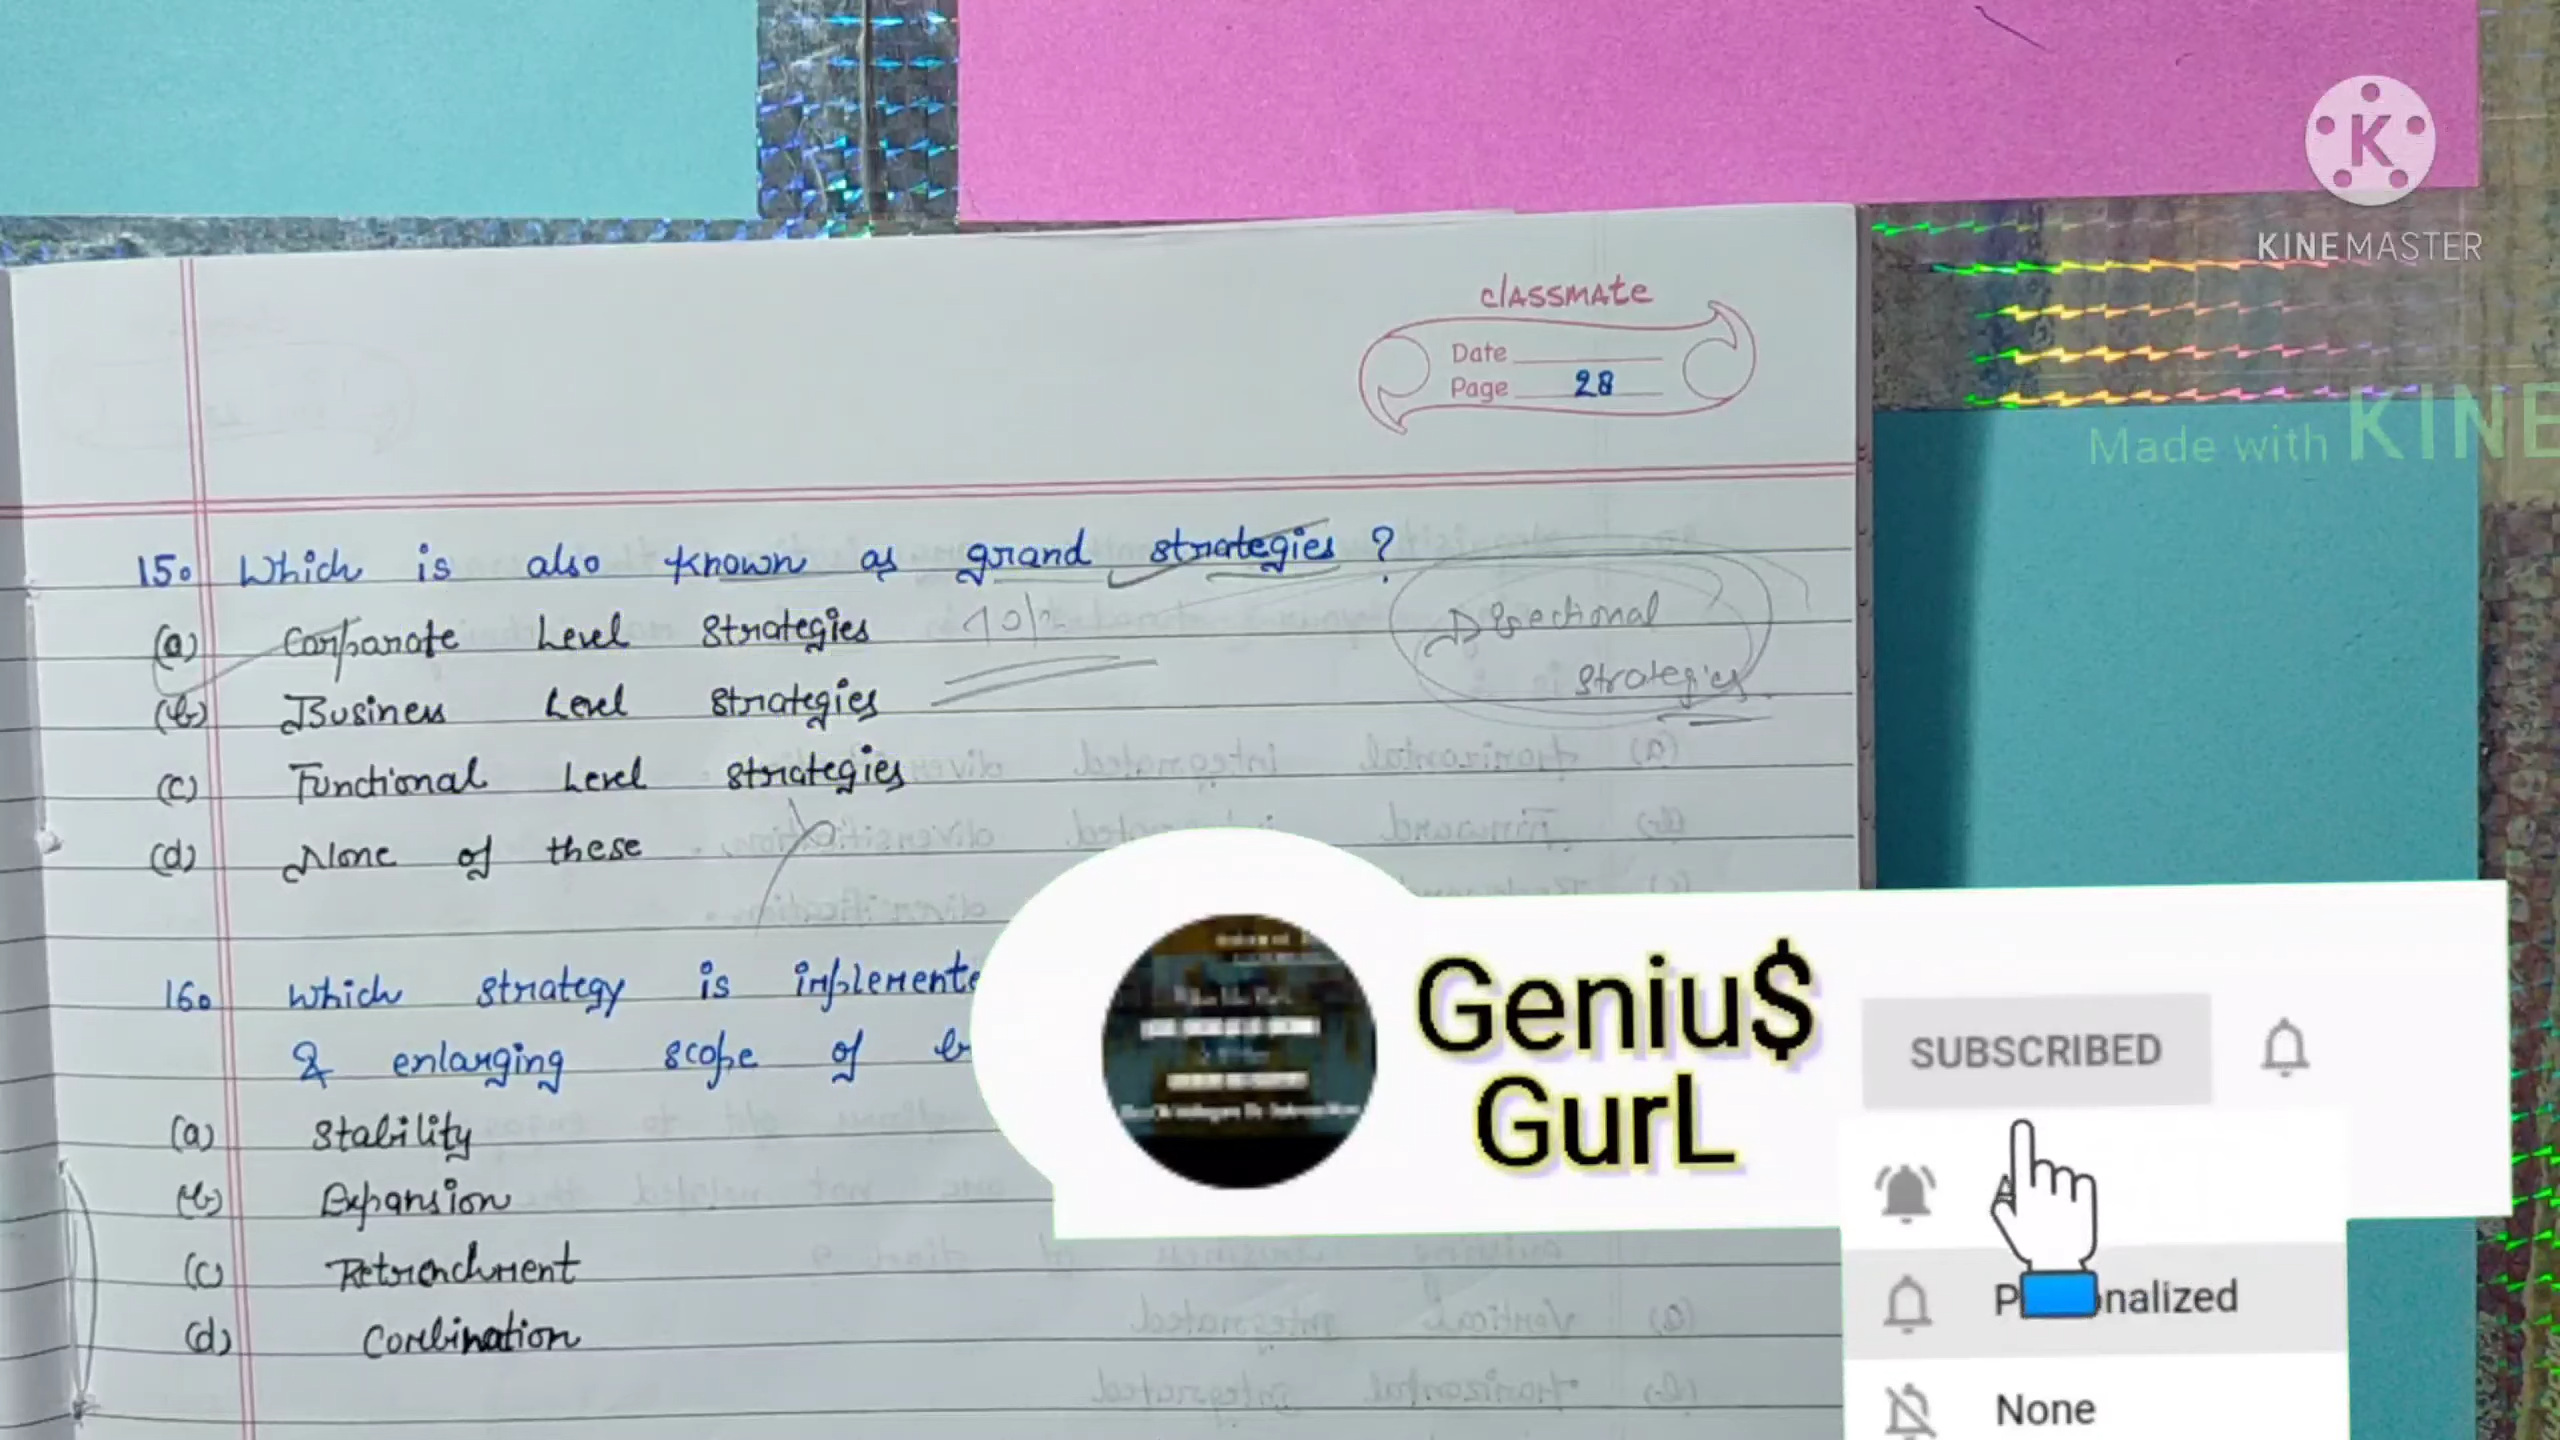 K
KINEMASTER
classmate
Date
Page 28
Made with KINE
15. Which is also known as grand strategies ?
(a) Corporate Level Strategies
Directional
Strategies
(b) Business Level Strategies
(c) Functional Level Strategies
(d) None of these
16. Which strategy is implemente
& enlarging scope of b
(a) Stability
(b) Expansion
(c) Retrenchment
(d) Combination
Geniu$
GurL
SUBSCRIBED
A
P nalized
None